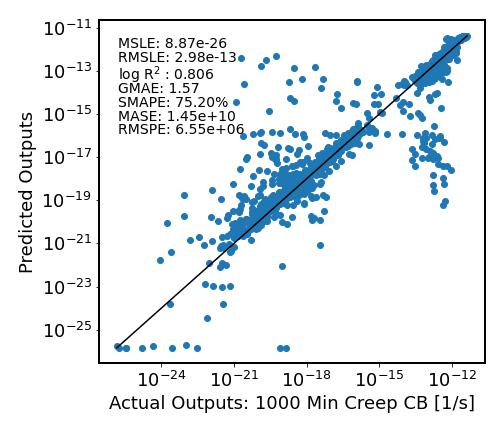 MSLE: 8.87e-26
RMSLE: 2.98e-13
log R² : 0.806
GMAE: 1.57
SMAPE: 75.20%
MASE: 1.45e+10
RMSPE: 6.55e+06
Predicted Outputs
10⁻¹¹
10⁻¹³
10⁻¹⁵
10⁻¹⁷
10⁻¹⁹
10⁻²¹
10⁻²³
10⁻²⁵
10⁻²⁴ 10⁻²¹ 10⁻¹⁸ 10⁻¹⁵ 10⁻¹²
Actual Outputs: 1000 Min Creep CB [1/s]